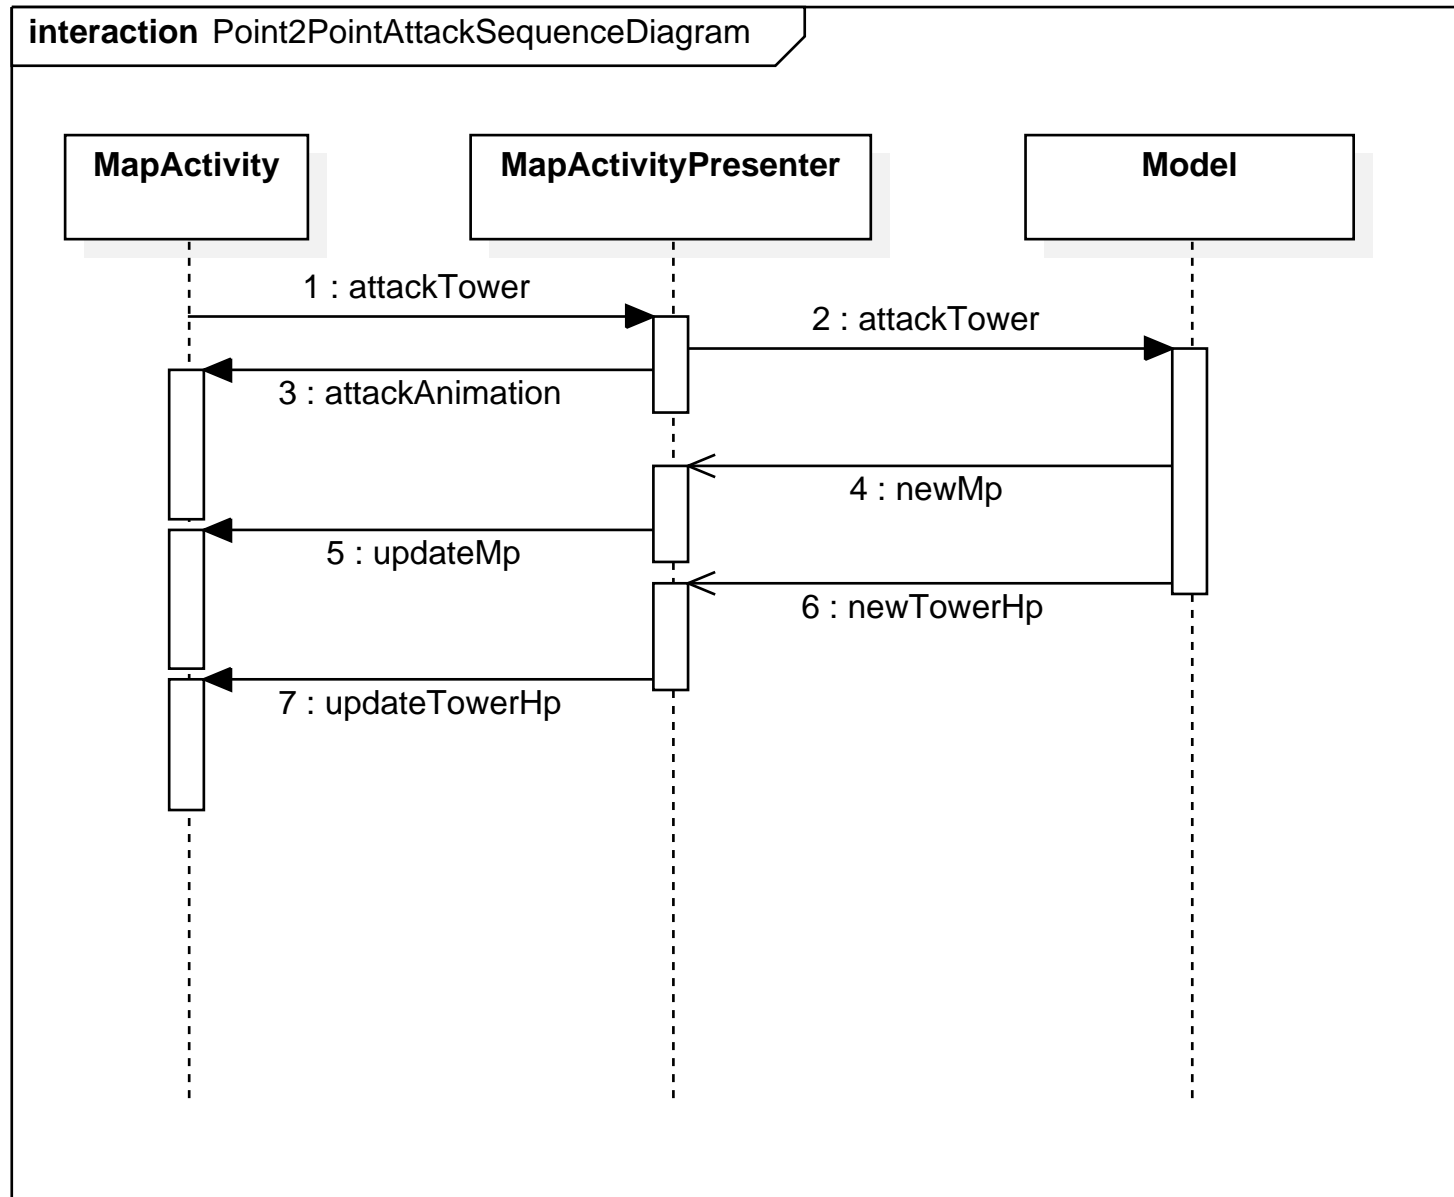 interaction Point2PointAttackSequenceDiagram
MapActivity
MapActivityPresenter
Model
1 : attackTower
2 : attackTower
3 : attackAnimation
4 : newMp
5 : updateMp
6 : newTowerHp
7 : updateTowerHp